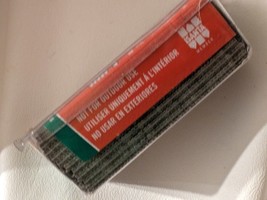 NOT FOR OUTDOOR USE
UTILISER UNIQUEMENT À L'INTÉRIEUR
NO USAR EN EXTERIORES